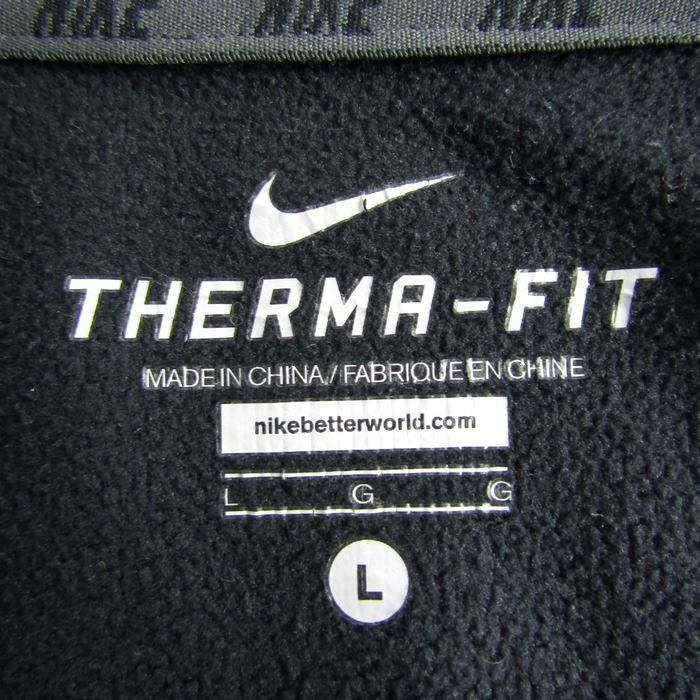 NIKE NIKE NIKE
THERMA-FIT
MADE IN CHINA / FABRIQUE EN CHINE
nikebetterworld.com
L G G
L